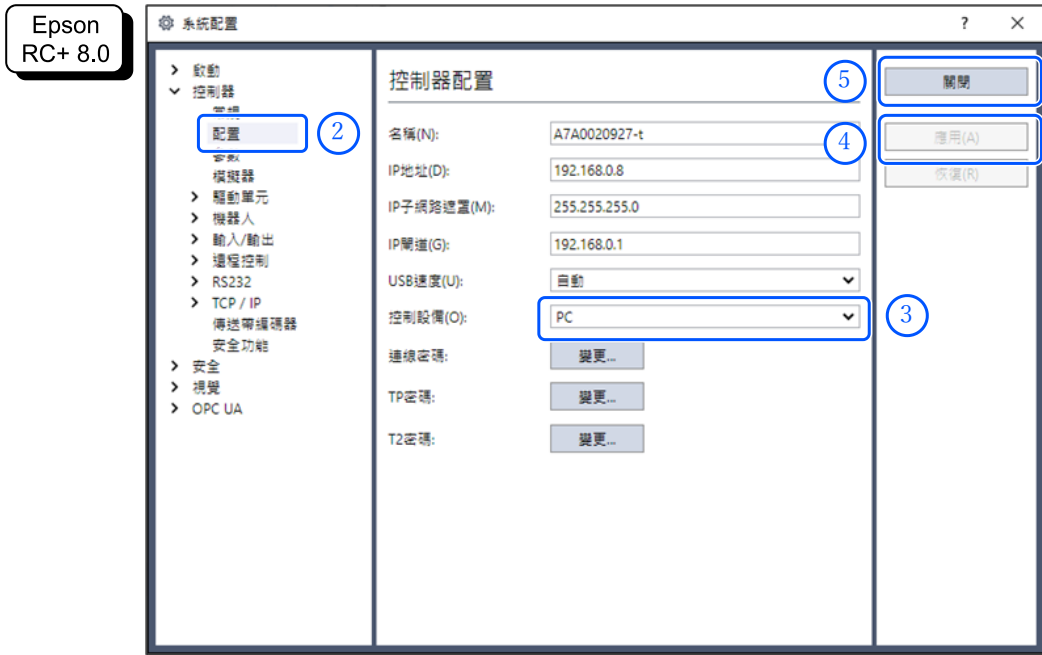 Epson
RC+ 8.0
系統配置
?
啟動
控制器
常規
配置
2
參數
模擬器
驅動單元
機器人
輸入/輸出
遠程控制
RS232
TCP / IP
傳送帶編碼器
安全功能
安全
視覺
OPC UA
控制器配置
名稱(N):
A7A0020927-t
IP地址(D):
192.168.0.8
IP子網路遮罩(M):
255.255.255.0
IP閘道(G):
192.168.0.1
USB速度(U):
自動
控制設備(O):
PC
3
連線密碼:
變更...
TP密碼:
變更...
T2密碼:
變更...
5
關閉
4
應用(A)
恢復(R)